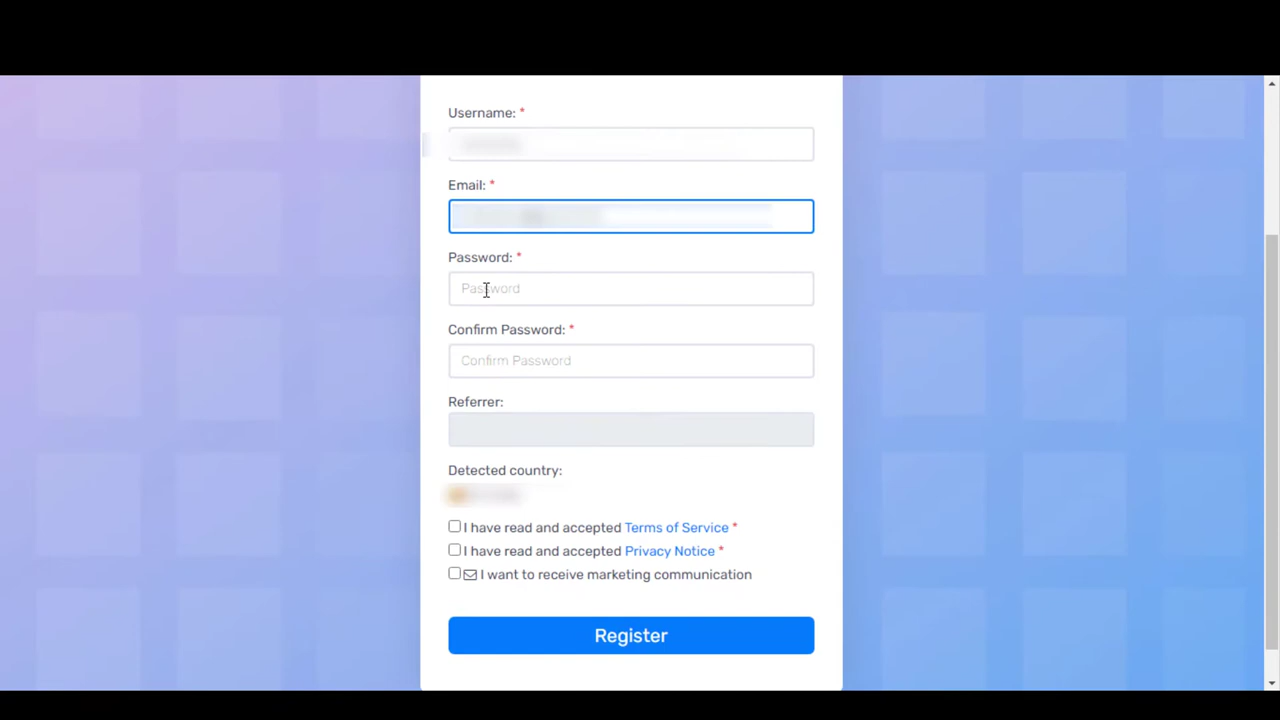 Username: *
Email: *
Password: *
Password
Confirm Password: *
Confirm Password
Referrer:
Detected country:
I have read and accepted Terms of Service *
I have read and accepted Privacy Notice *
I want to receive marketing communication
Register